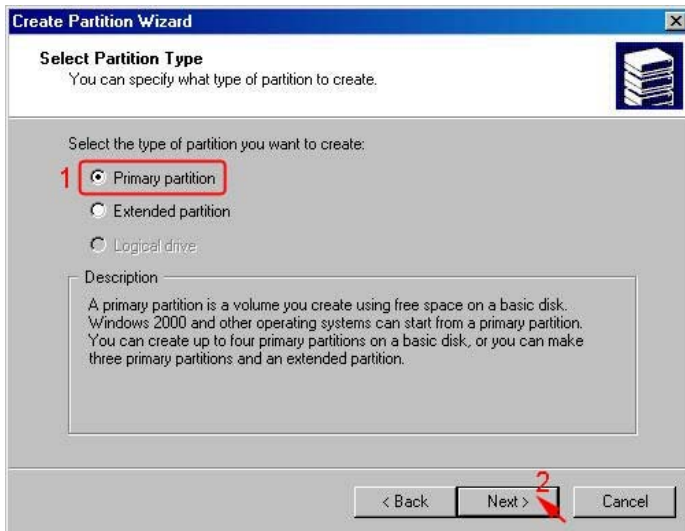 Create Partition Wizard
Select Partition Type
You can specify what type of partition to create.
Select the type of partition you want to create:
1 Primary partition
Extended partition
Logical drive
Description
A primary partition is a volume you create using free space on a basic disk.
Windows 2000 and other operating systems can start from a primary partition.
You can create up to four primary partitions on a basic disk, or you can make
three primary partitions and an extended partition.
2
< Back Next > Cancel